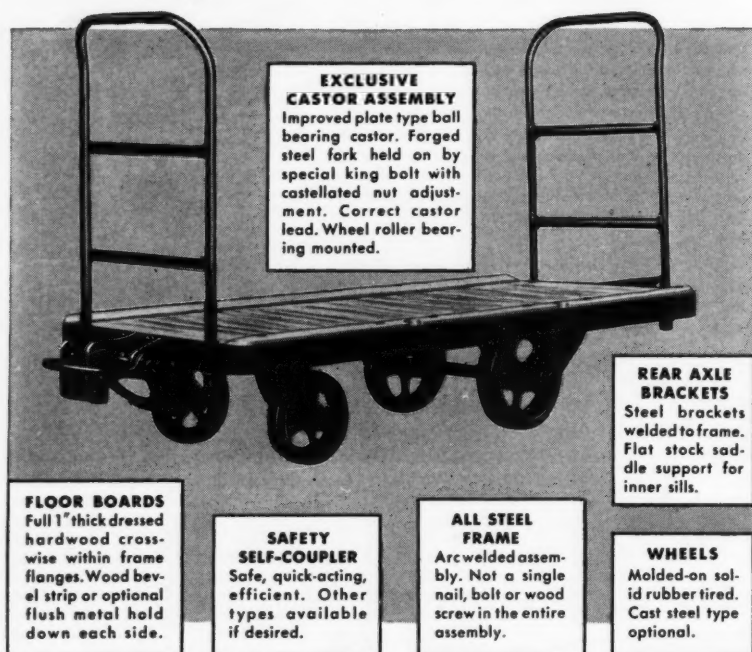 EXCLUSIVE
CASTOR ASSEMBLY
Improved plate type ball
bearing castor. Forged
steel fork held on by
special king bolt with
castellated nut adjust-
ment. Correct castor
lead. Wheel roller bear-
ing mounted.
REAR AXLE
BRACKETS
Steel brackets
welded to frame.
Flat stock sad-
dle support for
inner sills.
FLOOR BOARDS
Full 1" thick dressed
hardwood cross-
wise within frame
flanges. Wood bev-
el strip or optional
flush metal hold
down each side.
SAFETY
SELF-COUPLER
Safe, quick-acting,
efficient. Other
types available
if desired.
ALL STEEL
FRAME
Arc welded assem-
bly. Not a single
nail, bolt or wood
screw in the entire
assembly.
WHEELS
Molded-on sol-
id rubber tired.
Cast steel type
optional.